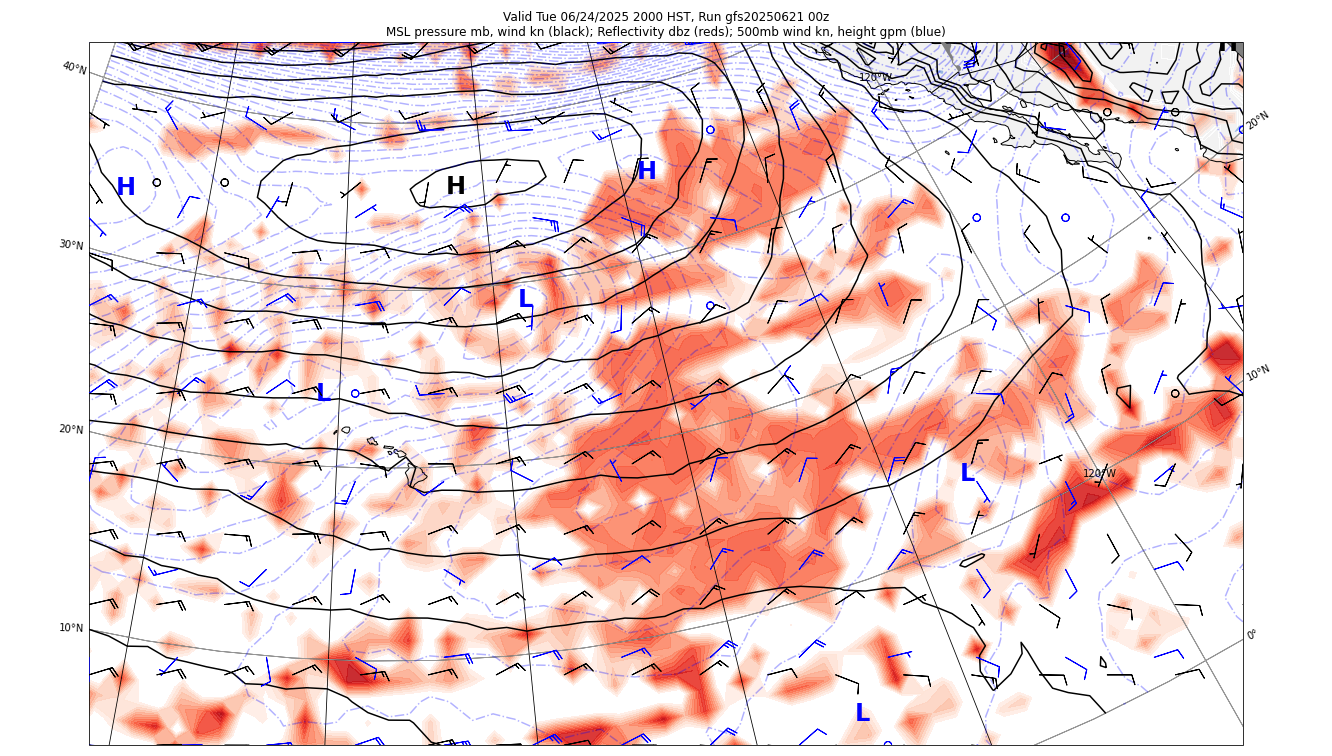 Valid Tue 06/24/2025 2000 HST, Run gfs20250621 00z
MSL pressure mb, wind kn (black); Reflectivity dbz (reds); 500mb wind kn, height gpm (blue)
H
40°N
120°W
20°N
H
H
H
30°N
L
10°N
L
20°N
L
120°W
10°N
0°
L